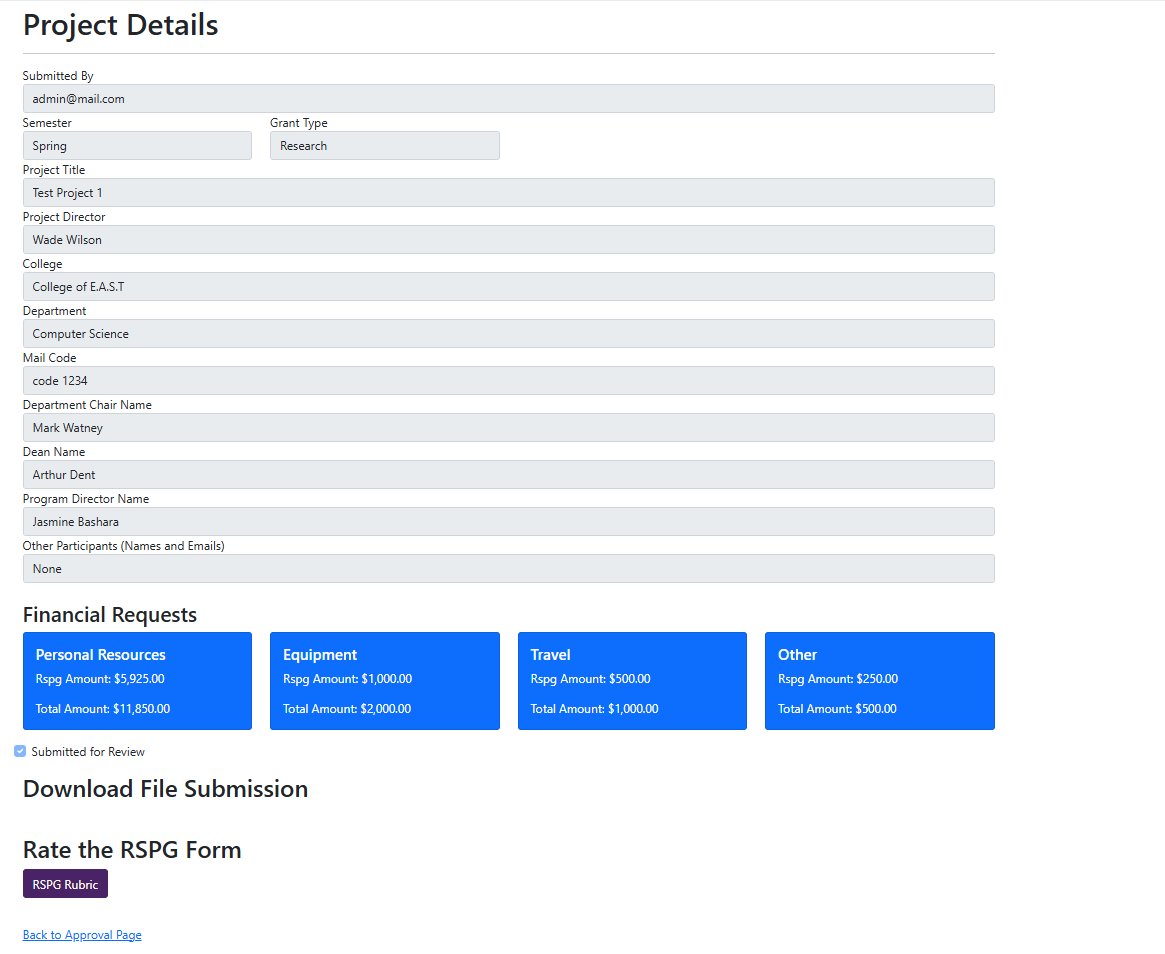 Project Details
Submitted By
admin@mail.com
Semester Grant Type
Spring Research
Project Title
Test Project 1
Project Director
Wade Wilson
College
College of E.A.S.T
Department
Computer Science
Mail Code
code 1234
Department Chair Name
Mark Watney
Dean Name
Arthur Dent
Program Director Name
Jasmine Bashara
Other Participants (Names and Emails)
None
Financial Requests
Personal Resources
Rspg Amount: $5,925.00
Total Amount: $11,850.00
Equipment
Rspg Amount: $1,000.00
Total Amount: $2,000.00
Travel
Rspg Amount: $500.00
Total Amount: $1,000.00
Other
Rspg Amount: $250.00
Total Amount: $500.00
Submitted for Review
Download File Submission
Rate the RSPG Form
RSPG Rubric
Back to Approval Page